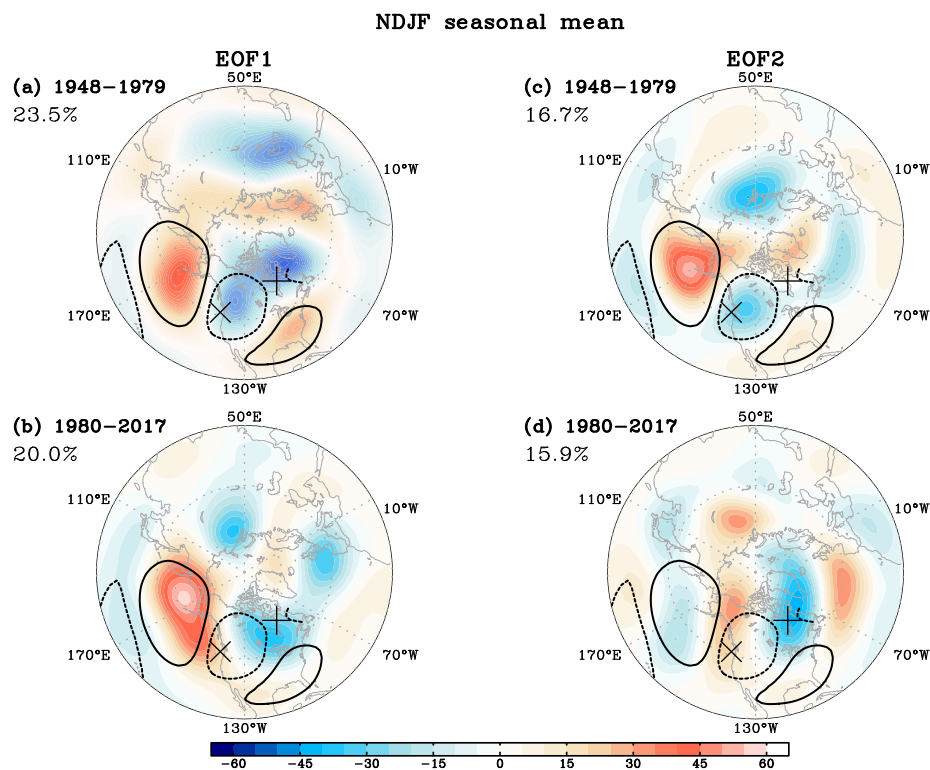 NDJF seasonal mean
EOF1
EOF2
(a) 1948−1979
23.5%
50°E
110°E
10°W
170°E
70°W
130°W
(c) 1948−1979
16.7%
50°E
110°E
10°W
170°E
70°W
130°W
(b) 1980−2017
20.0%
50°E
110°E
10°W
170°E
70°W
130°W
(d) 1980−2017
15.9%
50°E
110°E
10°W
170°E
70°W
130°W
−60 −45 −30 −15 0 15 30 45 60